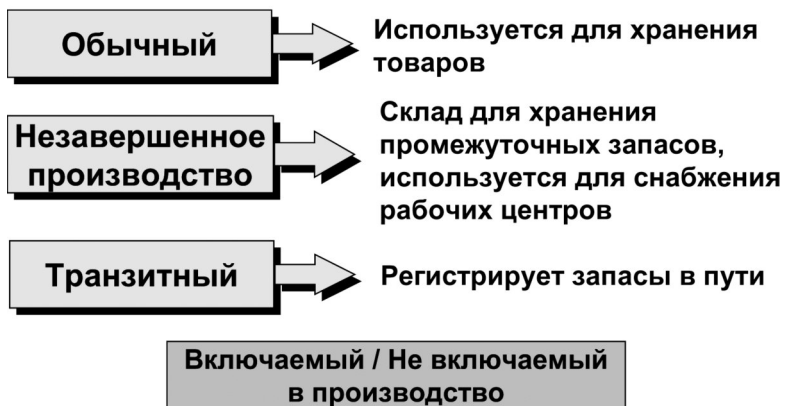 Обычный
Используется для хранения
товаров
Незавершенное
производство
Склад для хранения
промежуточных запасов,
используется для снабжения
рабочих центров
Транзитный
Регистрирует запасы в пути
Включаемый / Не включаемый
в производство